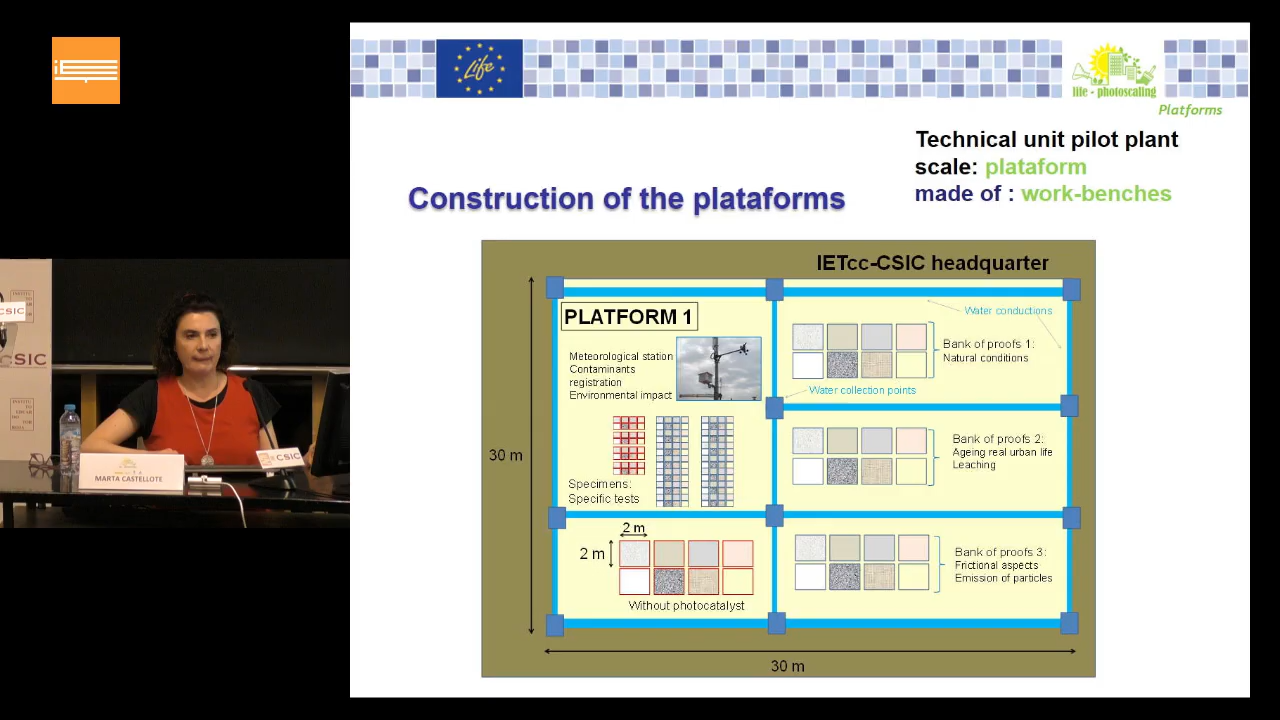 Life
life - photoscaling
Platforms
Technical unit pilot plant
scale: plataform
made of : work-benches
Construction of the plataforms
IETcc-CSIC headquarter
PLATFORM 1
Water conductions
Meteorological station
Contaminants
registration
Environmental impact
Bank of proofs 1:
Natural conditions
Water collection points
Bank of proofs 2:
Ageing real urban life
Leaching
30 m
Specimens:
Specific tests
2 m
2 m
Without photocatalyst
Bank of proofs 3:
Frictional aspects
Emission of particles
30 m
CSIC
CSIC
CSIC
MARTA CASTELLOTE